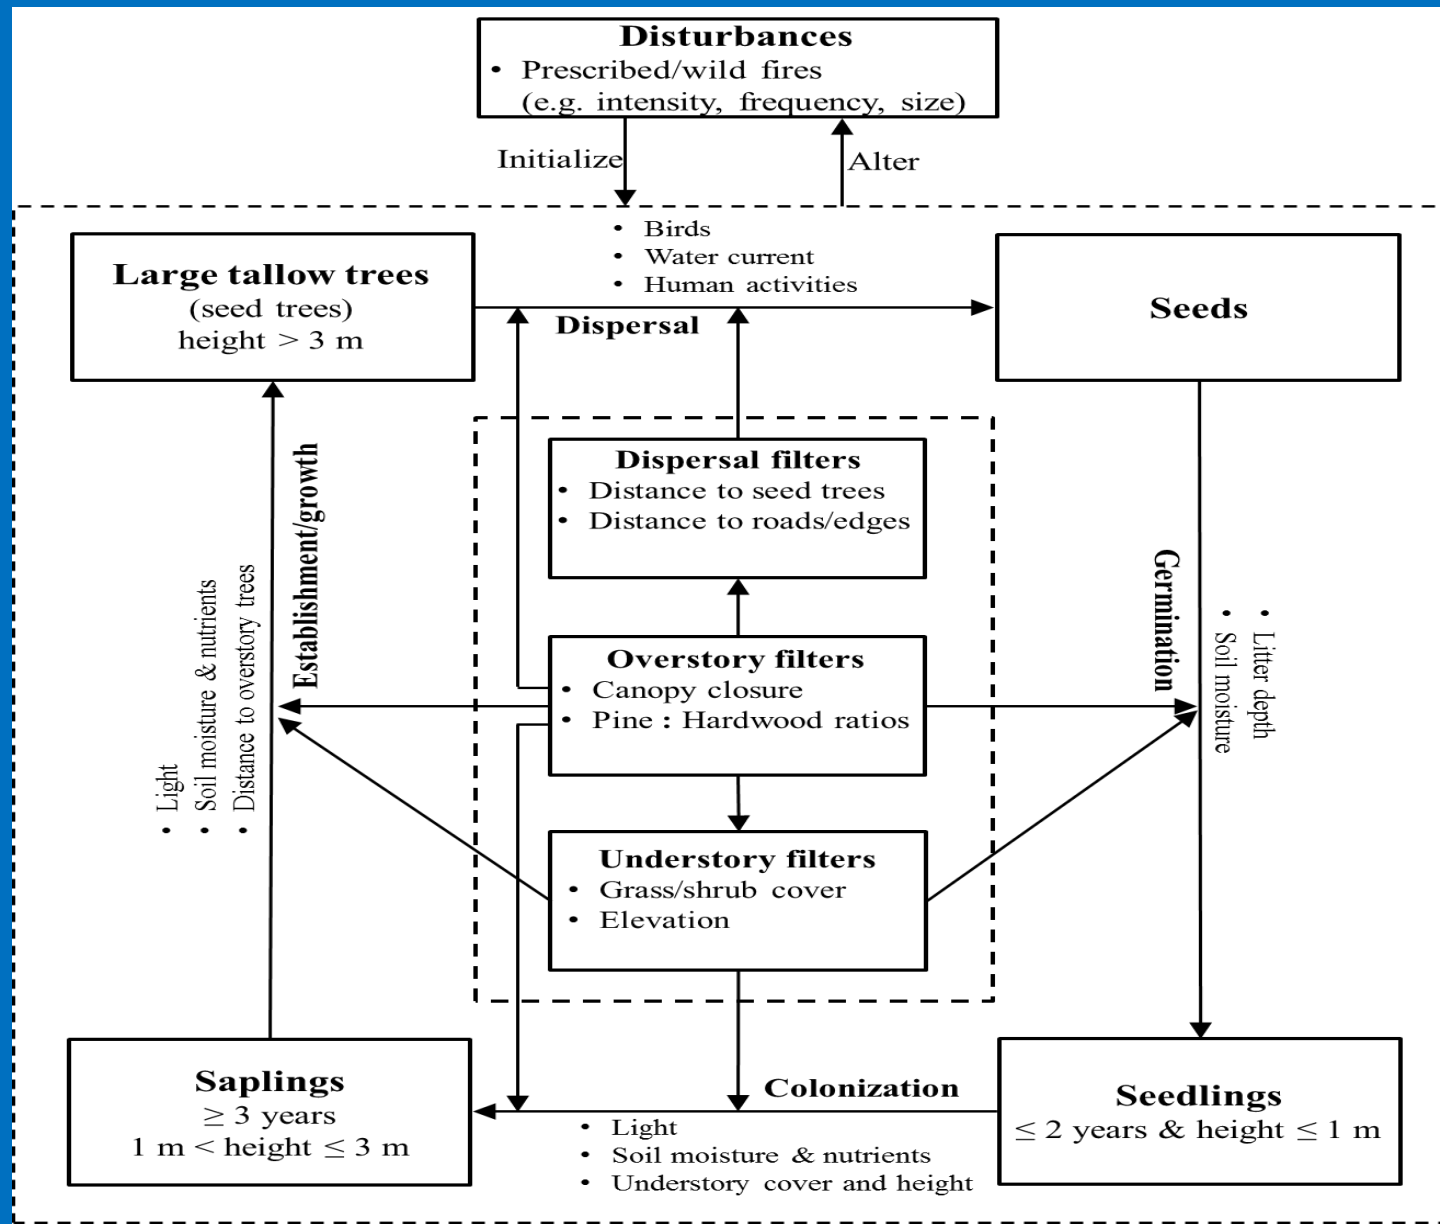 Disturbances
• Prescribed/wild fires
(e.g. intensity, frequency, size)
Initialize
Alter
• Birds
• Water current
• Human activities
Large tallow trees
(seed trees)
height > 3 m
Dispersal
Seeds
Dispersal filters
• Distance to seed trees
• Distance to roads/edges
Establishment/growth
• Light
• Soil moisture & nutrients
• Distance to overstory trees
Overstory filters
• Canopy closure
• Pine : Hardwood ratios
Germination
• Litter depth
• Soil moisture
Understory filters
• Grass/shrub cover
• Elevation
Saplings
≥ 3 years
1 m < height ≤ 3 m
Colonization
• Light
• Soil moisture & nutrients
• Understory cover and height
Seedlings
≤ 2 years & height ≤ 1 m